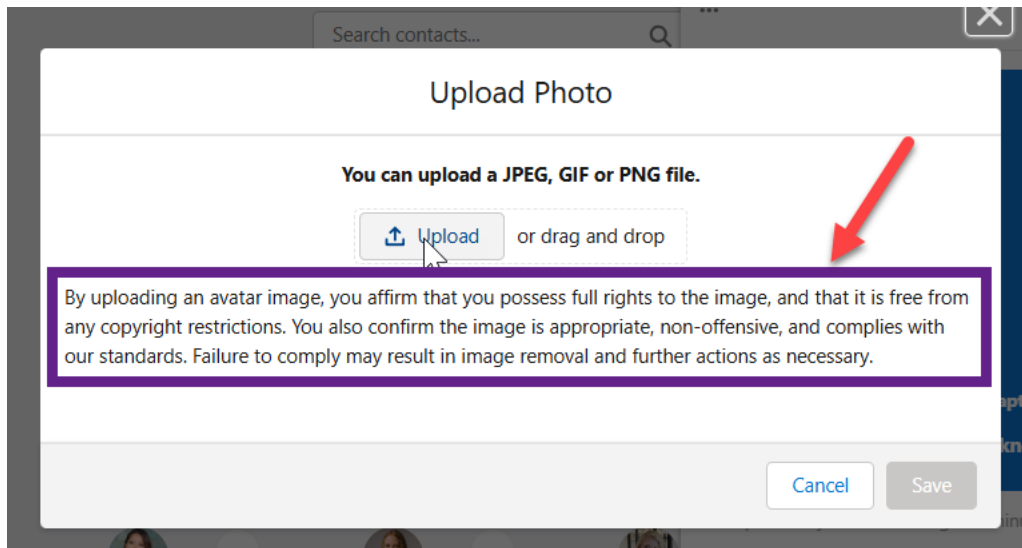 Search contacts...
Upload Photo
You can upload a JPEG, GIF or PNG file.
Upload or drag and drop
By uploading an avatar image, you affirm that you possess full rights to the image, and that it is free from
any copyright restrictions. You also confirm the image is appropriate, non-offensive, and complies with
our standards. Failure to comply may result in image removal and further actions as necessary.
Cancel Save